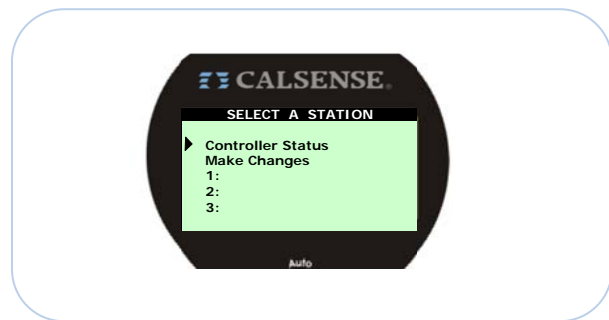 CALSENSE®
SELECT A STATION
Controller Status
Make Changes
1:
2:
3:
Auto